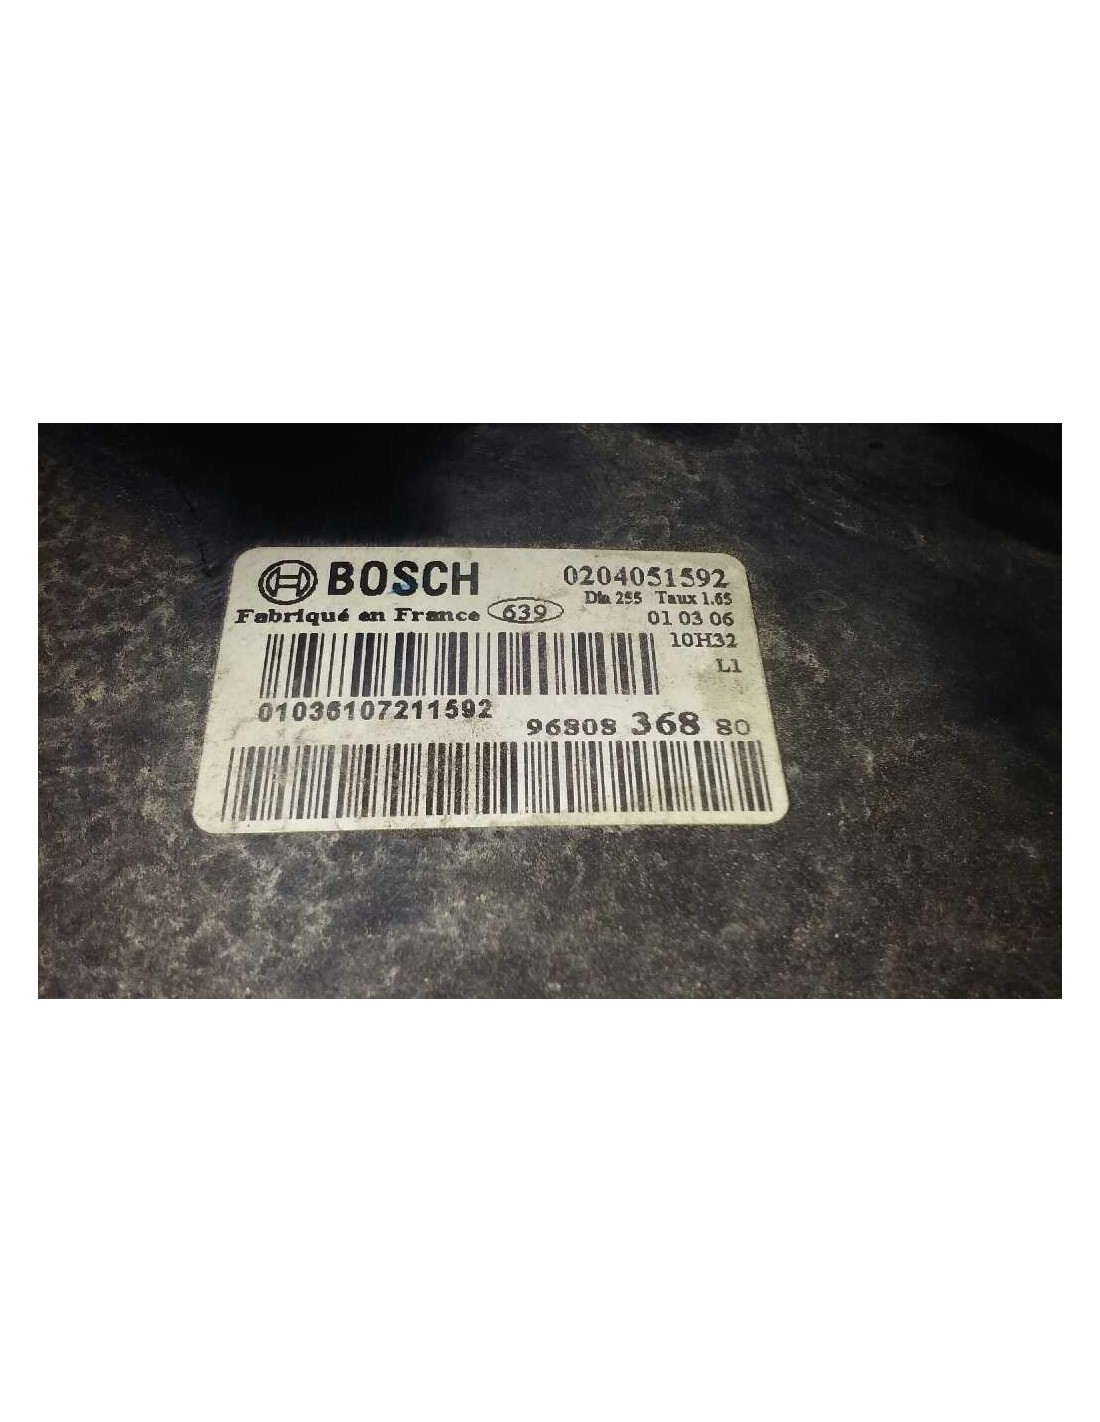 BOSCH 0204051592
Dia 255 Taux 1.65
Fabriqué en France 639 01 03 06
10H32
L1
01036107211592
96808 368 80